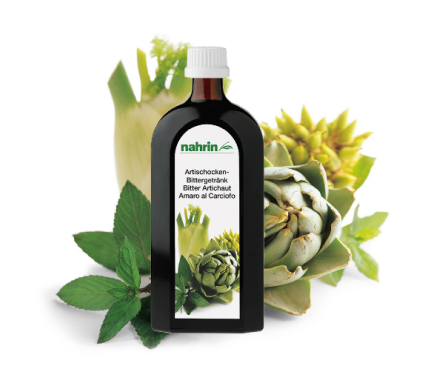 nahrin
Artischocken-
Bittergetränk
Bitter Artichaut
Amaro al Carciofo